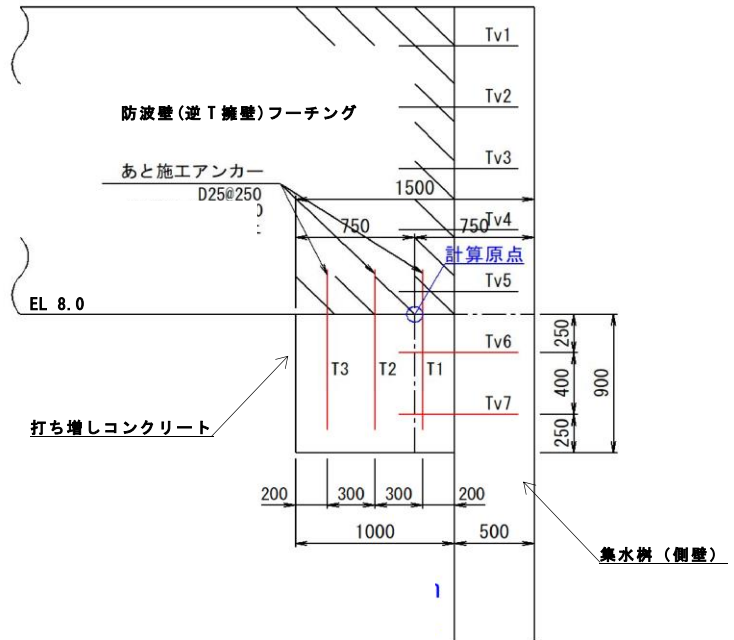 Tv1
Tv2
防波壁(逆T擁壁)フーチング
Tv3
あと施工アンカー
D25@250
1500
750
750
Tv4
計算原点
Tv5
EL 8.0
Tv6
250
T3
T2
T1
400
900
Tv7
打ち増しコンクリート
250
200
300
300
200
1000
500
集水桝（側壁）